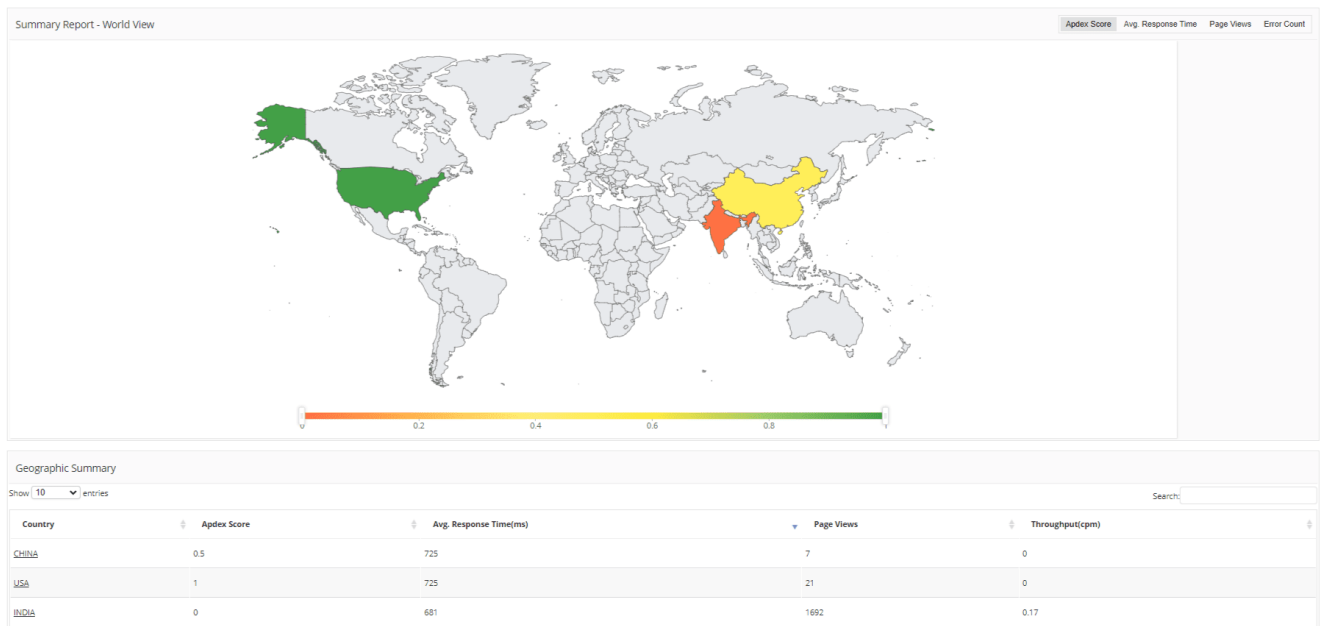 Summary Report - World View
Apdex Score Avg. Response Time Page Views Error Count
0 0.2 0.4 0.6 0.8 1
Geographic Summary
Show 10 entries
Search:
Country Apdex Score Avg. Response Time(ms) Page Views Throughput(cpm)
CHINA 0.5 725 7 0
USA 1 725 21 0
INDIA 0 681 1692 0.17